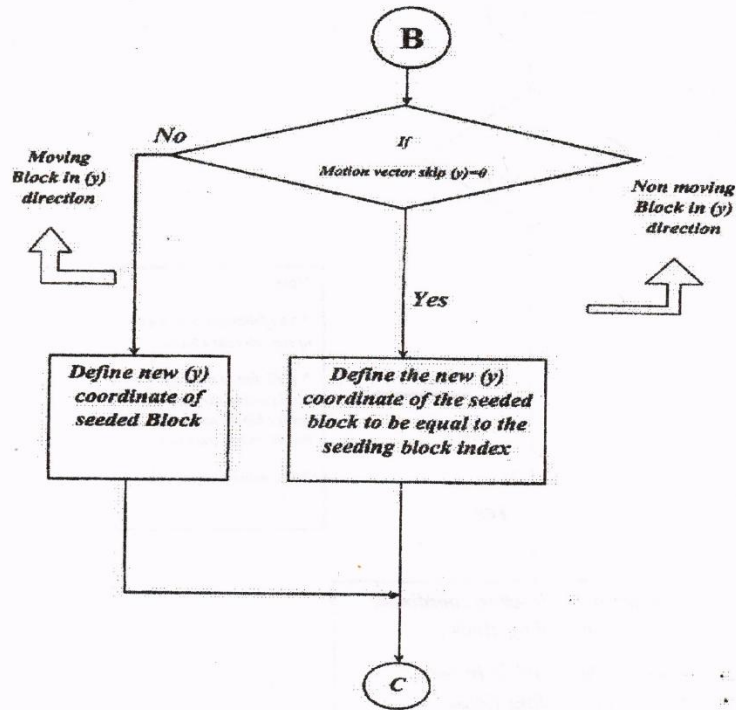 B
No
If
Motion vector skip (y)=0
Moving
Block in (y)
direction
Non moving
Block in (y)
direction
Yes
Define new (y)
coordinate of
seeded Block
Define the new (y)
coordinate of the seeded
block to be equal to the
seeding block index
C